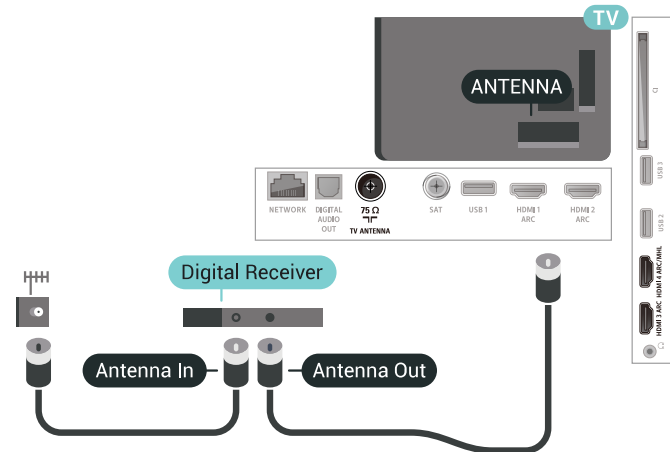 TV
ANTENNA
CI
USB 3
USB 2
HDMI 4 ARC/MHL
HDMI 3 ARC
NETWORK
DIGITAL
AUDIO
OUT
75 Ω
TV ANTENNA
SAT
USB 1
HDMI 1
ARC
HDMI 2
ARC
Digital Receiver
Antenna In
Antenna Out